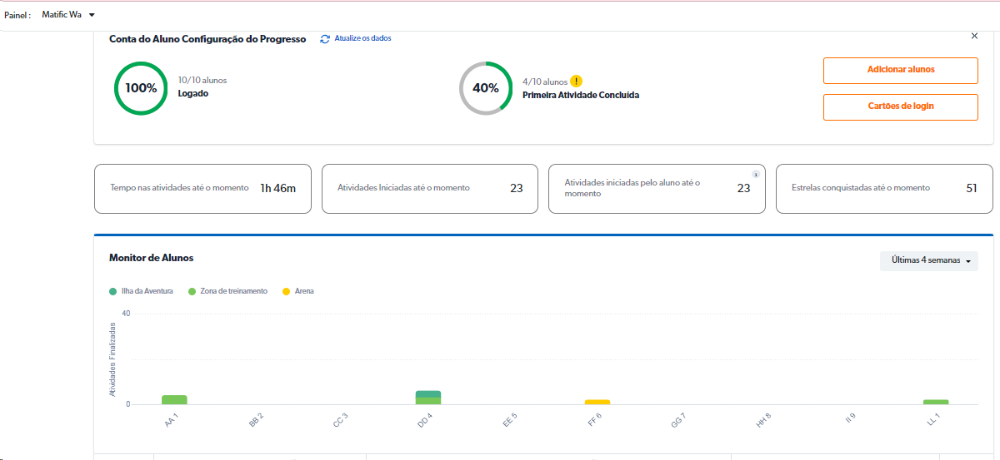 Painel : Matific Wa
Conta do Aluno Configuração do Progresso Atualize os dados
100%
10/10 alunos
Logado
40%
4/10 alunos !
Primeira Atividade Concluída
Adicionar alunos
Cartões de login
Tempo nas atividades até o momento 1h 46m
Atividades Iniciadas até o momento 23
Atividades iniciadas pelo aluno até o
momento
23
Estrelas conquistadas até o momento 51
Monitor de Alunos
Últimas 4 semanas
Ilha da Aventura Zona de treinamento Arena
Atividades Finalizadas
40
0
AA 1 BB 2 CC 3 DD 4 EE 5 FF 6 GG 7 HH 8 II 9 LL 1